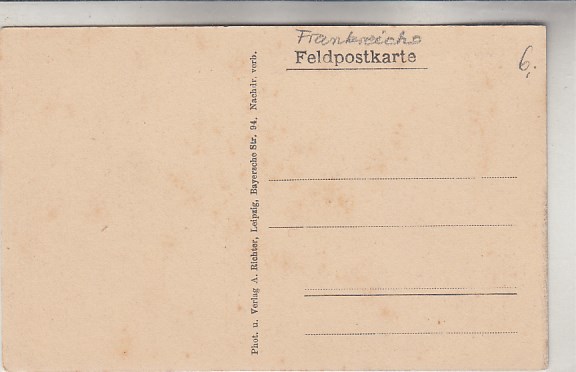 Frankreich
Feldpostkarte
6.
Phot. u. Verlag A. Richter, Leipzig, Bayersche Str. 94. Nachdr. verb.